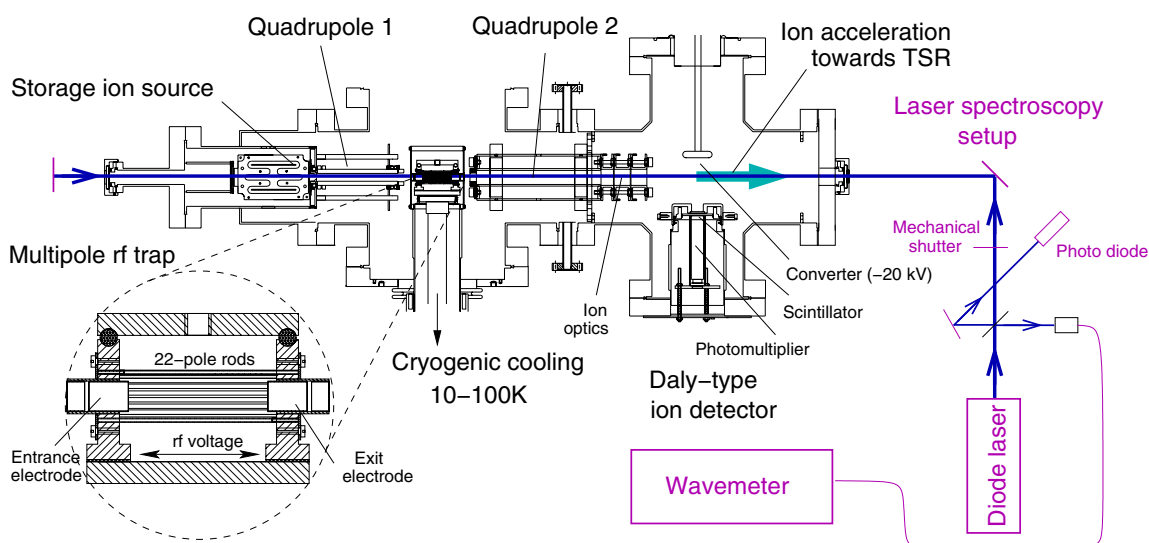 Quadrupole 1
Quadrupole 2
Ion acceleration
towards TSR
Storage ion source
Laser spectroscopy
setup
Multipole rf trap
Mechanical
shutter
Photo diode
Converter (−20 kV)
Ion
optics
Scintillator
Photomultiplier
22−pole rods
Cryogenic cooling
10−100K
Daly−type
ion detector
rf voltage
Entrance
electrode
Exit
electrode
Wavemeter
Diode laser